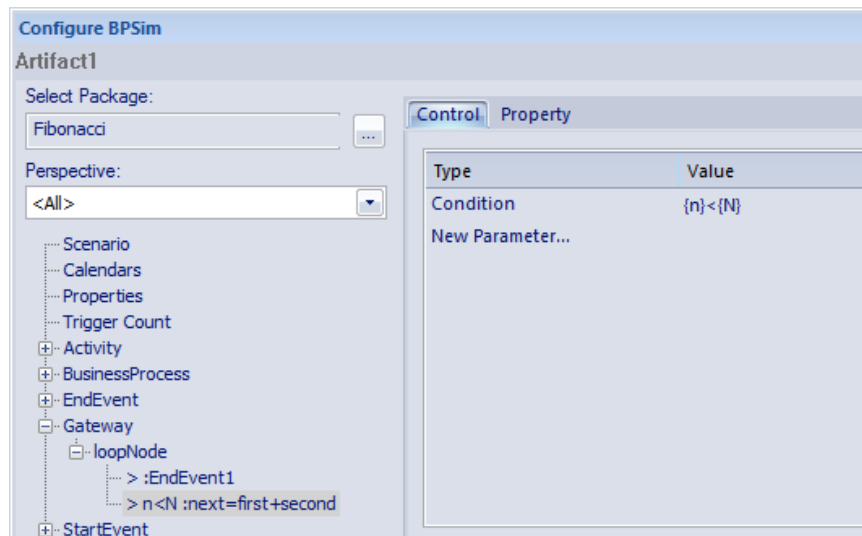 Configure BPSim
Artifact1
Select Package:
Fibonacci
...
Perspective:
<All>
Scenario
Calendars
Properties
Trigger Count
Activity
BusinessProcess
EndEvent
Gateway
loopNode
> :EndEvent1
> n<N :next=first+second
StartEvent
Control Property
Type Value
Condition {n}<{N}
New Parameter...